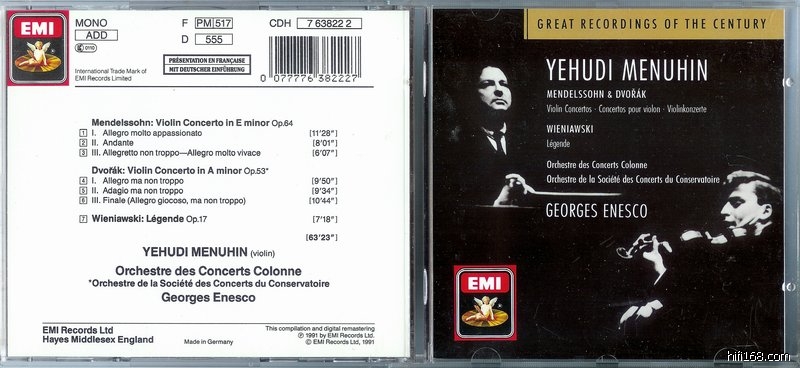 EMI
MONO
ADD
0110
International Trade Mark of
EMI Records Limited
F PM 517
D 555
PRÉSENTATION EN FRANÇAISE
MIT DEUTSCHER EINFÜHRUNG
CDH 7 63822 2
0 077776 382227
Mendelssohn: Violin Concerto in E minor Op.64
1 I. Allegro molto appassionato [11'28"]
2 II. Andante [8'01"]
3 III. Allegretto non troppo—Allegro molto vivace [6'07"]
Dvořák: Violin Concerto in A minor Op.53*
4 I. Allegro ma non troppo [9'50"]
5 II. Adagio ma non troppo [9'34"]
6 III. Finale (Allegro giocoso, ma non troppo) [10'44"]
7 Wieniawski: Légende Op.17 [7'18"]
[63'23"]
YEHUDI MENUHIN (violin)
Orchestre des Concerts Colonne
*Orchestre de la Société des Concerts du Conservatoire
Georges Enesco
EMI Records Ltd
Hayes Middlesex England
Made in Germany
This compilation and digital remastering
℗ 1991 by EMI Records Ltd.
© EMI Records Ltd, 1991
GREAT RECORDINGS OF THE CENTURY
YEHUDI MENUHIN
MENDELSSOHN & DVOŘÁK
Violin Concertos · Concertos pour violon · Violinkonzerte
WIENIAWSKI
Légende
Orchestre des Concerts Colonne
Orchestre de la Société des Concerts du Conservatoire
GEORGES ENESCO
EMI
hifi168.com